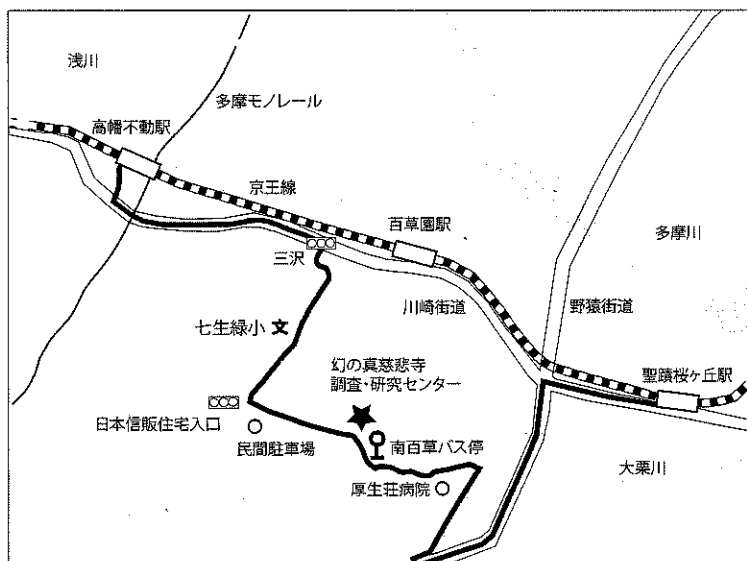 浅川
多摩モノレール
高幡不動駅
京王線
百草園駅
多摩川
三沢
川崎街道
野猿街道
七生緑小
文
幻の真慈悲寺
調査・研究センター
聖蹟桜ヶ丘駅
日本信販住宅入口
民間駐車場
南百草バス停
大栗川
厚生荘病院